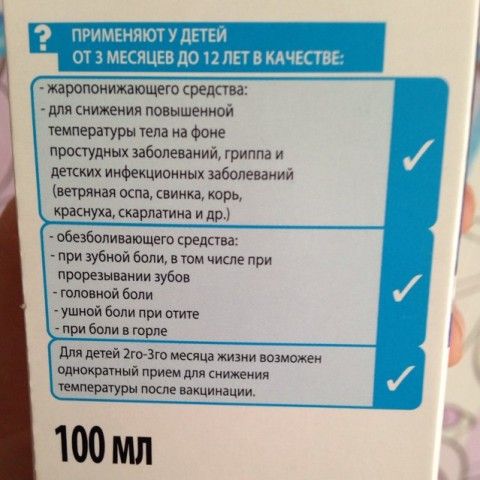 ?
ПРИМЕНЯЮТ У ДЕТЕЙ
ОТ 3 МЕСЯЦЕВ ДО 12 ЛЕТ В КАЧЕСТВЕ:
- жаропонижающего средства:
- для снижения повышенной
температуры тела на фоне
простудных заболеваний, гриппа и
детских инфекционных заболеваний
(ветряная оспа, свинка, корь,
краснуха, скарлатина и др.)
- обезболивающего средства:
- при зубной боли, в том числе при
прорезывании зубов
- головной боли
- ушной боли при отите
- при боли в горле
Для детей 2го-3го месяца жизни возможен
однократный прием для снижения
температуры после вакцинации.
100 мл